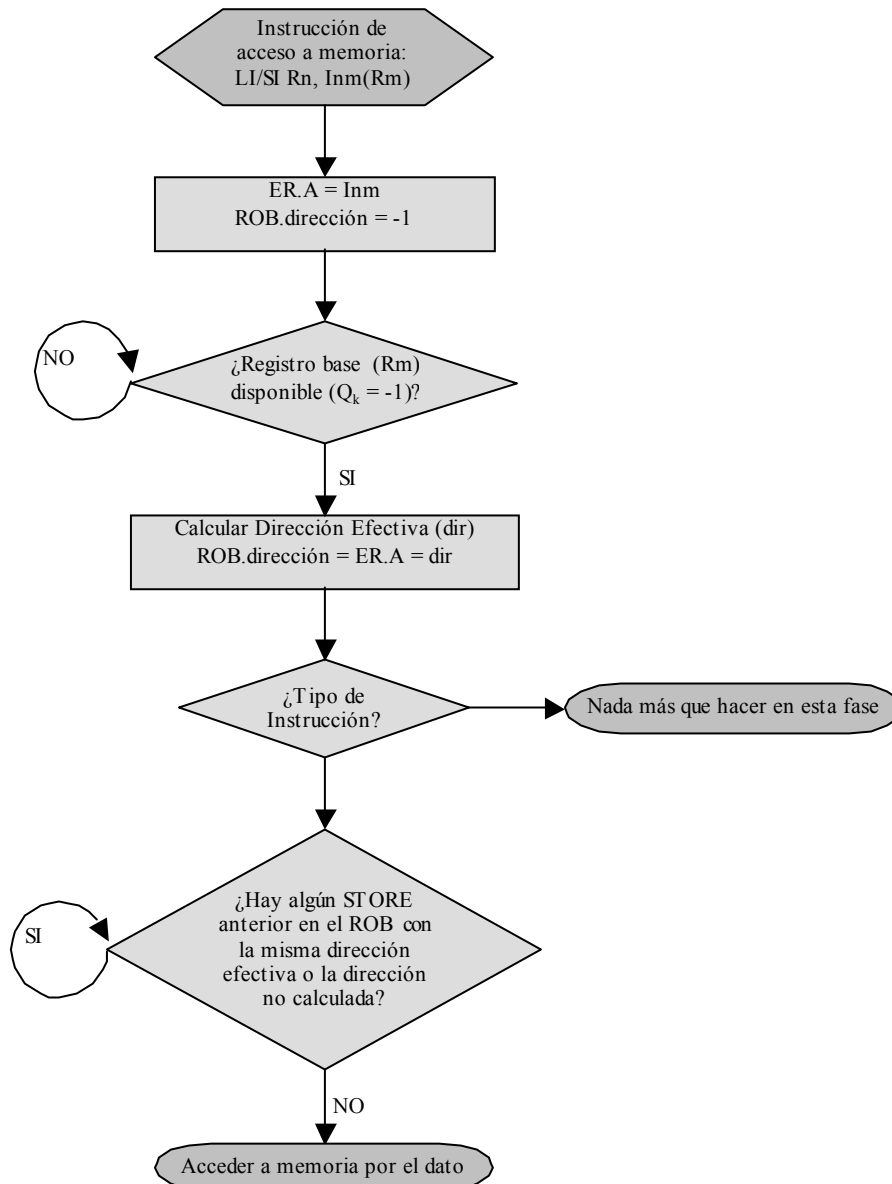 Instrucción de
acceso a memoria:
LI/SI Rn, Inm(Rm)
ER.A = Inm
ROB.dirección = -1
NO
¿Registro base (Rm)
disponible (Qk = -1)?
SI
Calcular Dirección Efectiva (dir)
ROB.dirección = ER.A = dir
¿Tipo de
Instrucción?
Nada más que hacer en esta fase
SI
¿Hay algún STORE
anterior en el ROB con
la misma dirección
efectiva o la dirección
no calculada?
NO
Acceder a memoria por el dato